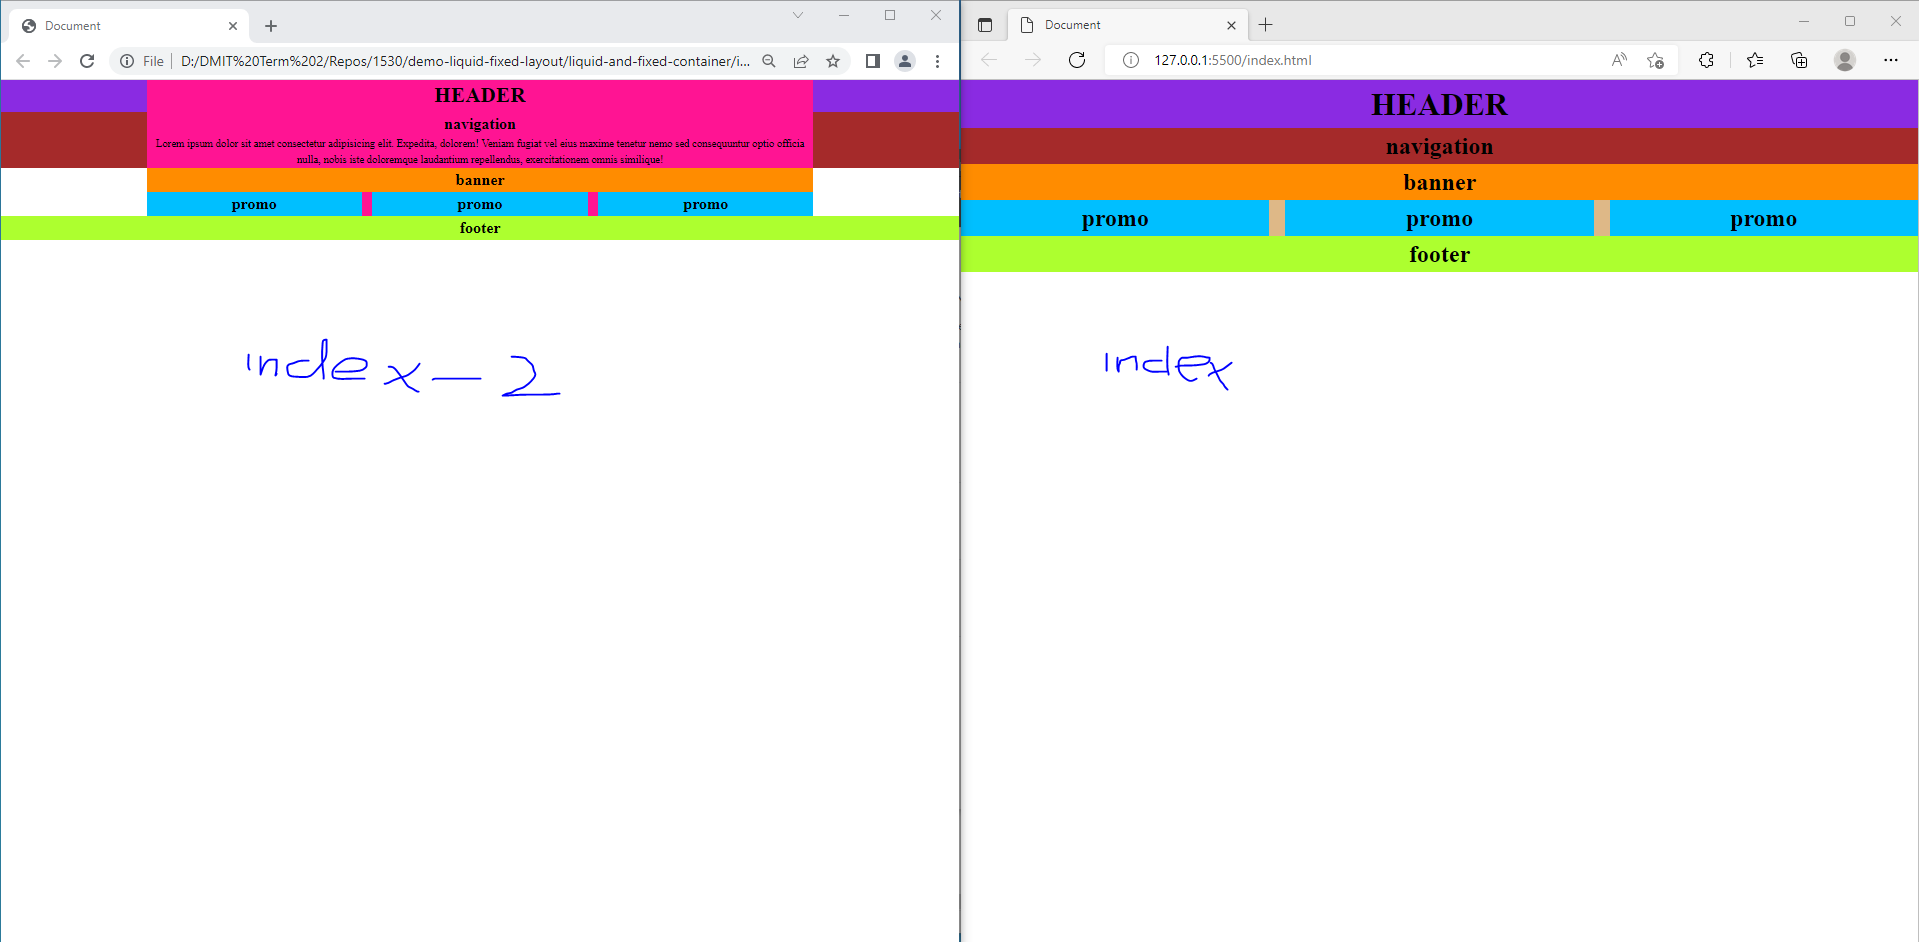 Document
File
D:/DMIT%20Term%202/Repos/1530/demo-liquid-fixed-layout/liquid-and-fixed-container/i...
HEADER
navigation
Lorem ipsum dolor sit amet consectetur adipisicing elit. Expedita, dolorem! Veniam fugiat vel eius maxime tenetur nemo sed consequuntur optio officia
nulla, nobis iste doloremque laudantium repellendus, exercitationem omnis similique!
banner
promo promo promo
footer
index-2
Document
127.0.0.1:5500/index.html
HEADER
navigation
banner
promo promo promo
footer
index